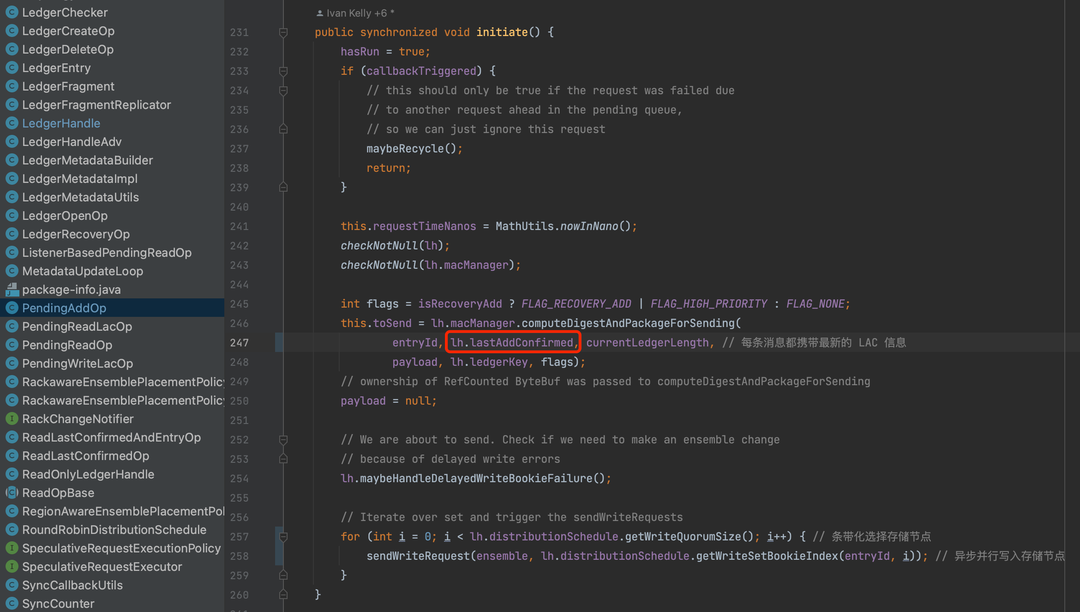 LedgerChecker
LedgerCreateOp
LedgerDeleteOp
LedgerEntry
LedgerFragment
LedgerFragmentReplicator
LedgerHandle
LedgerHandleAdv
LedgerMetadataBuilder
LedgerMetadataImpl
LedgerMetadataUtils
LedgerOpenOp
LedgerRecoveryOp
ListenerBasedPendingReadOp
MetadataUpdateLoop
package-info.java
PendingAddOp
PendingReadLacOp
PendingReadOp
PendingWriteLacOp
RackawareEnsemblePlacementPolic
RackawareEnsemblePlacementPolic
RackChangeNotifier
ReadLastConfirmedAndEntryOp
ReadLastConfirmedOp
ReadOnlyLedgerHandle
ReadOpBase
RegionAwareEnsemblePlacementPol
RoundRobinDistributionSchedule
SpeculativeRequestExecutionPolicy
SpeculativeRequestExecutor
SyncCallbackUtils
SyncCounter
Ivan Kelly +6 *
231 public synchronized void initiate() {
232 hasRun = true;
233 if (callbackTriggered) {
234 // this should only be true if the request was failed due
235 // to another request ahead in the pending queue,
236 // so we can just ignore this request
237 maybeRecycle();
238 return;
239 }
240
241 this.requestTimeNanos = MathUtils.nowInNano();
242 checkNotNull(lh);
243 checkNotNull(lh.macManager);
244
245 int flags = isRecoveryAdd ? FLAG_RECOVERY_ADD | FLAG_HIGH_PRIORITY : FLAG_NONE;
246 this.toSend = lh.macManager.computeDigestAndPackageForSending(
247 entryId, lh.lastAddConfirmed, currentLedgerLength, // 每条消息都携带最新的 LAC 信息
248 payload, lh.ledgerKey, flags);
249 // ownership of RefCounted ByteBuf was passed to computeDigestAndPackageForSending
250 payload = null;
251
252 // We are about to send. Check if we need to make an ensemble change
253 // because of delayed write errors
254 lh.maybeHandleDelayedWriteBookieFailure();
255
256 // Iterate over set and trigger the sendWriteRequests
257 for (int i = 0; i < lh.distributionSchedule.getWriteQuorumSize(); i++) { // 条带化选择存储节点
258 sendWriteRequest(ensemble, lh.distributionSchedule.getWriteSetBookieIndex(entryId, i)); // 异步并行写入存储节点
259 }
260 }